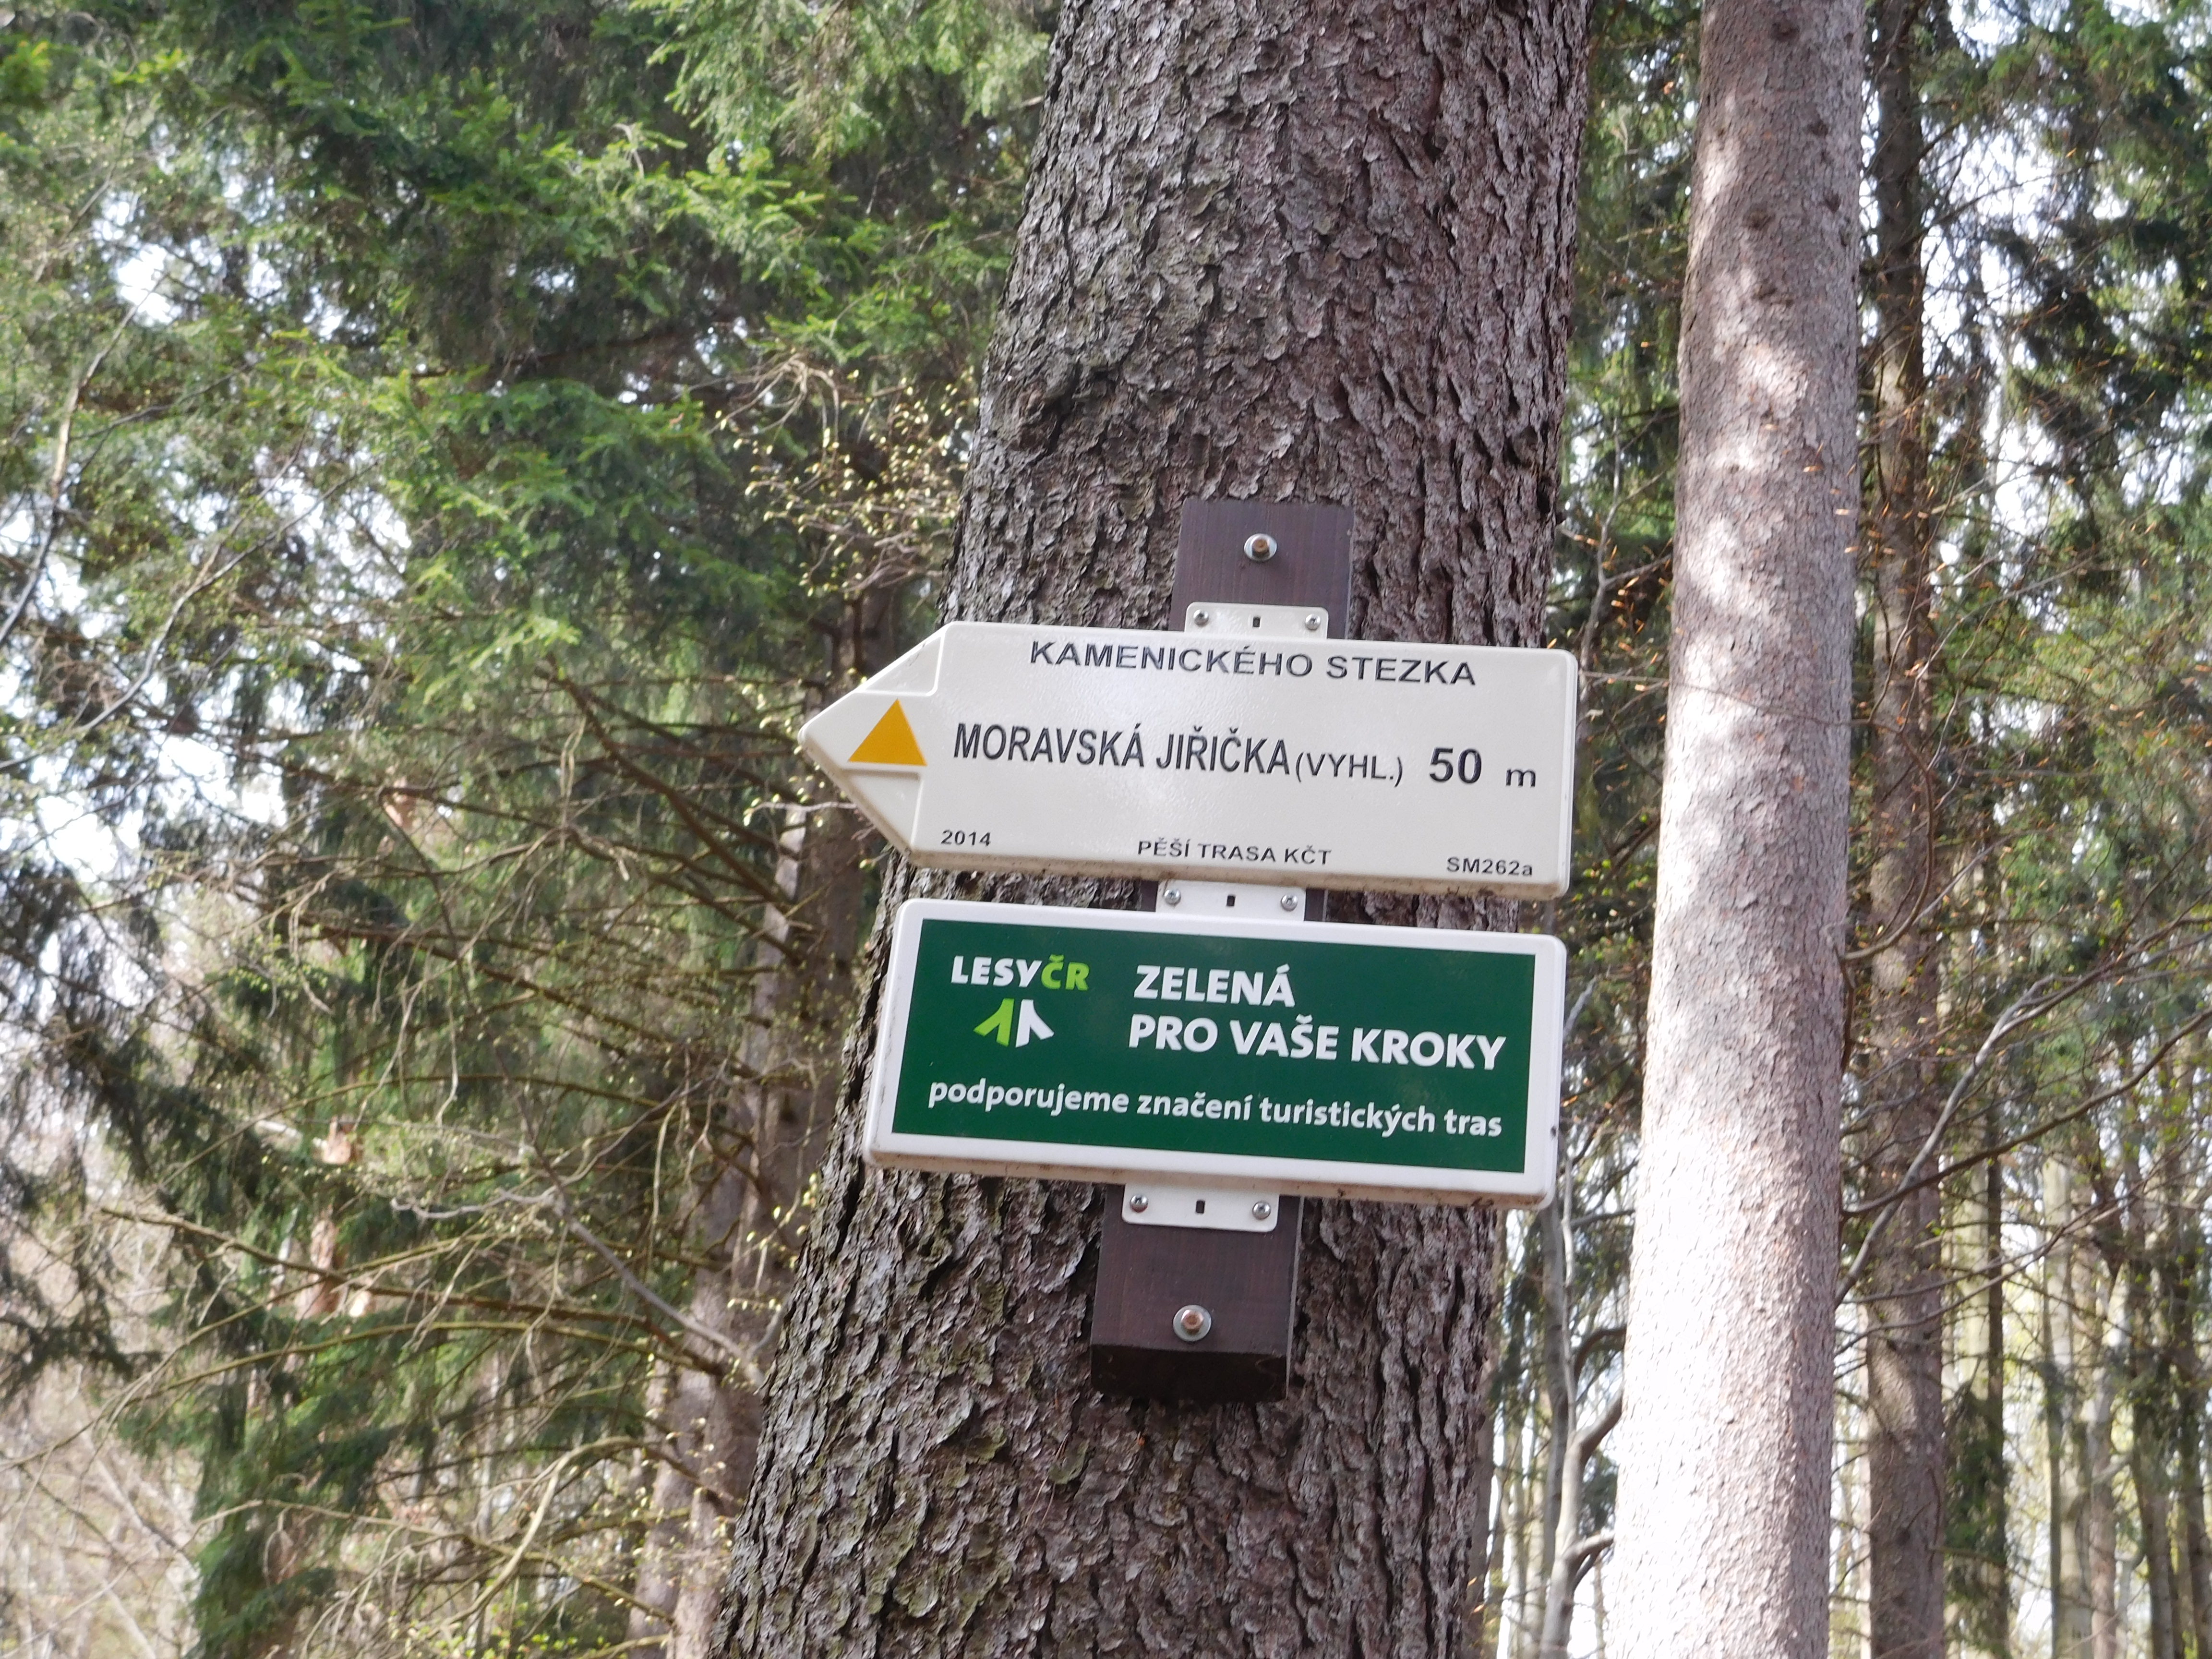 KAMENICKÉHO STEZKA
MORAVSKÁ JIŘIČKA (VYHL.) 50 m
2014 PĚŠÍ TRASA KČT SM262a
LESYČR
ZELENÁ
PRO VAŠE KROKY
podporujeme značení turistických tras